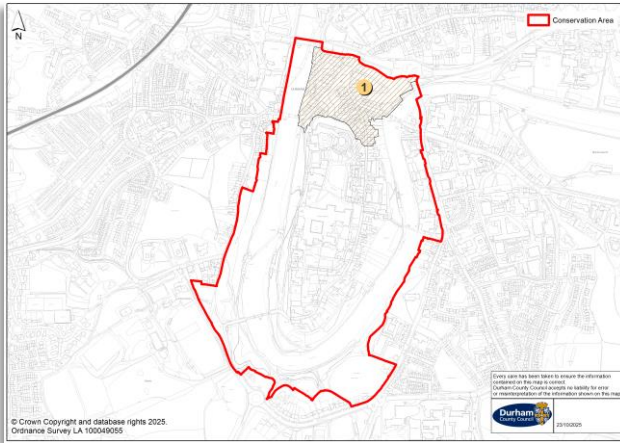 N
Conservation Area
1
Every care has been taken to ensure the information
contained on this map is correct.
Durham County Council accepts no liability for error
or misinterpretation of the information shown on this map
Durham
County Council
23/10/2025
© Crown Copyright and database rights 2025.
Ordnance Survey LA 100049055